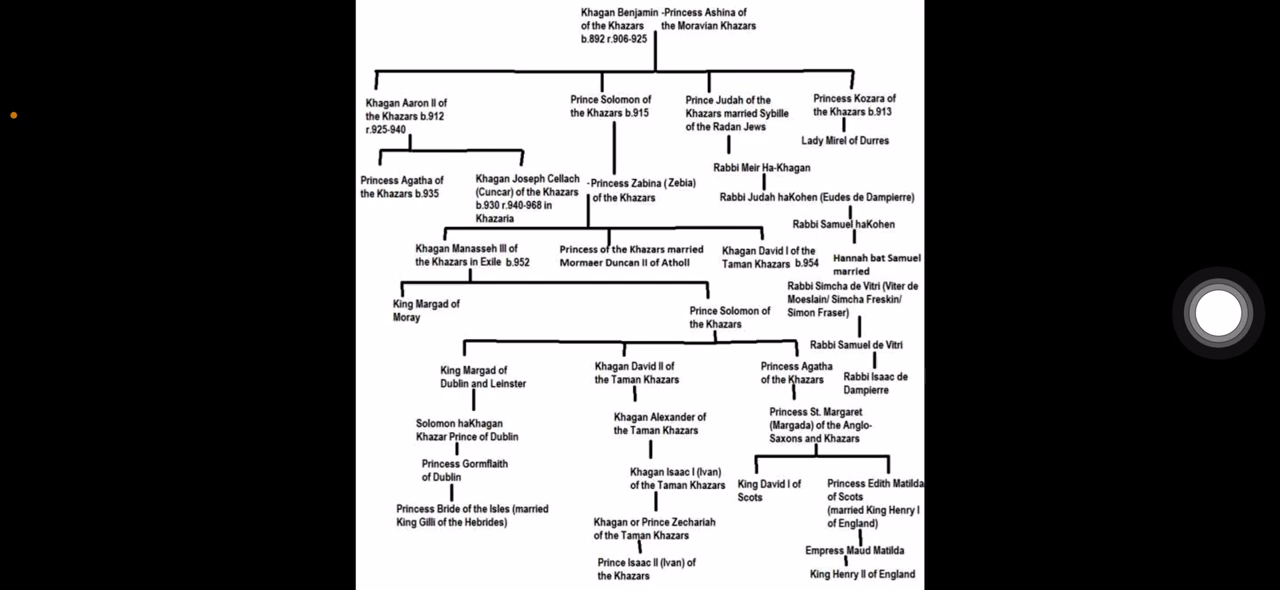 Khagan Benjamin -Princess Ashina of
of the Khazars the Moravian Khazars
b.892 r.906-925
Khagan Aaron II of
the Khazars b.912
r.925-940
Prince Solomon of
the Khazars b.915
Prince Judah of the
Khazars married Sybille
of the Radan Jews
Princess Kozara of
the Khazars b.913
Lady Mirel of Durres
Rabbi Meir Ha-Khagan
Princess Agatha of
the Khazars b.935
Khagan Joseph Cellach
(Cuncar) of the Khazars
b.930 r.940-968 in
Khazaria
-Princess Zabina (Zebia)
of the Khazars
Rabbi Judah haKohen (Eudes de Dampierre)
Rabbi Samuel haKohen
Khagan Manasseh III of
the Khazars in Exile b.952
Princess of the Khazars married
Mormaer Duncan II of Atholl
Khagan David I of the
Taman Khazars b.954
Hannah bat Samuel
married
Rabbi Simcha de Vitri (Viter de
Moeslain/ Simcha Freskin/
Simon Fraser)
King Margad of
Moray
Prince Solomon of
the Khazars
Rabbi Samuel de Vitri
King Margad of
Dublin and Leinster
Khagan David II of
the Taman Khazars
Princess Agatha
of the Khazars
Rabbi Isaac de
Dampierre
Solomon haKhagan
Khazar Prince of Dublin
Khagan Alexander of
the Taman Khazars
Princess St. Margaret
(Margada) of the Anglo-
Saxons and Khazars
Princess Gormflaith
of Dublin
Khagan Isaac I (Ivan)
of the Taman Khazars
King David I of
Scots
Princess Edith Matilda
of Scots
(married King Henry I
of England)
Princess Bride of the Isles (married
King Gilli of the Hebrides)
Khagan or Prince Zechariah
of the Taman Khazars
Empress Maud Matilda
Prince Isaac II (Ivan) of
the Khazars
King Henry II of England